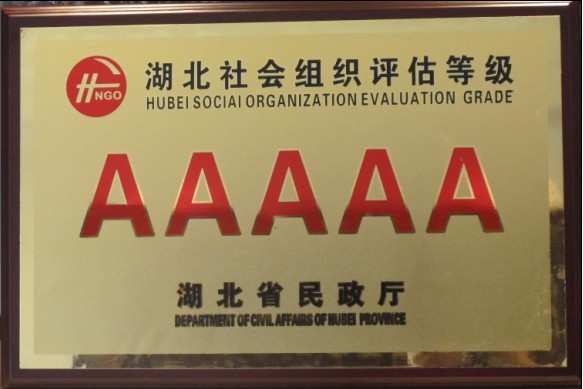 HNGO
湖北社会组织评估等级
HUBEI SOCIAI ORGANIZATION EVALUATION GRADE
AAAAA
湖北省民政厅
DEPARTMENT OF CIVIL AFFAIRS OF HUBEI PROVINCE